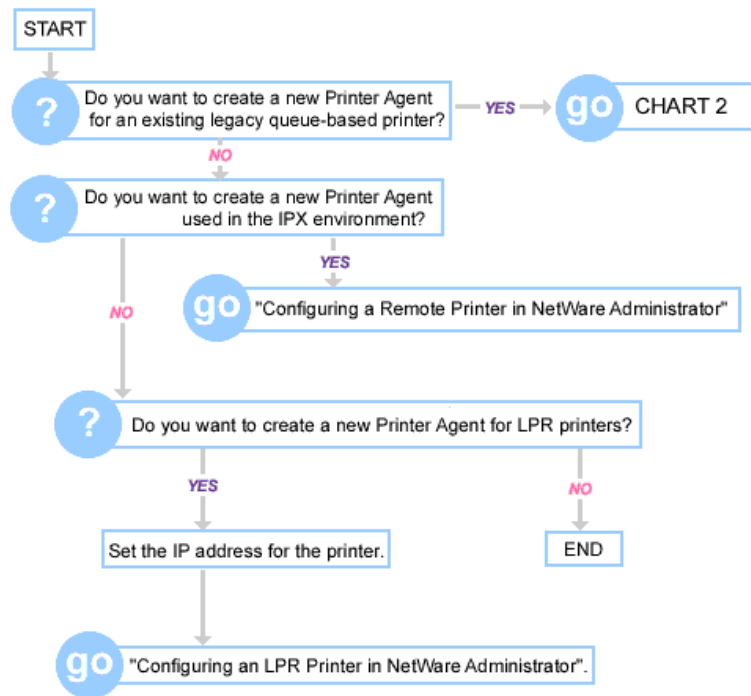 START
?
Do you want to create a new Printer Agent
for an existing legacy queue-based printer?
YES
go
CHART 2
NO
?
Do you want to create a new Printer Agent
used in the IPX environment?
YES
go
"Configuring a Remote Printer in NetWare Administrator"
NO
?
Do you want to create a new Printer Agent for LPR printers?
YES
NO
Set the IP address for the printer.
END
go
"Configuring an LPR Printer in NetWare Administrator".